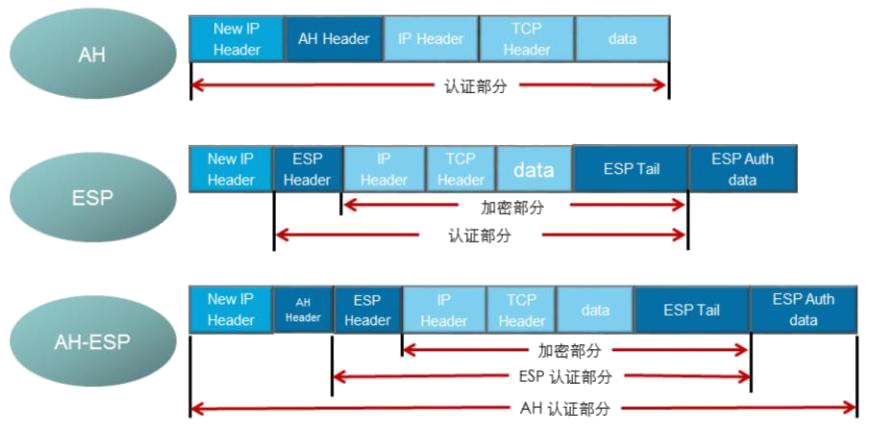 AH
New IP
Header
AH Header
IP Header
TCP
Header
data
认证部分
ESP
New IP
Header
ESP
Header
IP
Header
TCP
Header
data
ESP Tail
ESP Auth
data
加密部分
认证部分
AH-ESP
New IP
Header
AH
Header
ESP
Header
IP
Header
TCP
Header
data
ESP Tail
ESP Auth
data
加密部分
ESP 认证部分
AH 认证部分